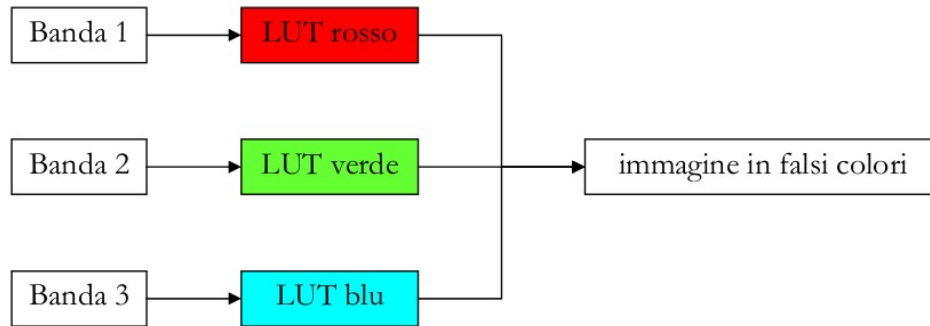 Banda 1
LUT rosso
Banda 2
LUT verde
immagine in falsi colori
Banda 3
LUT blu